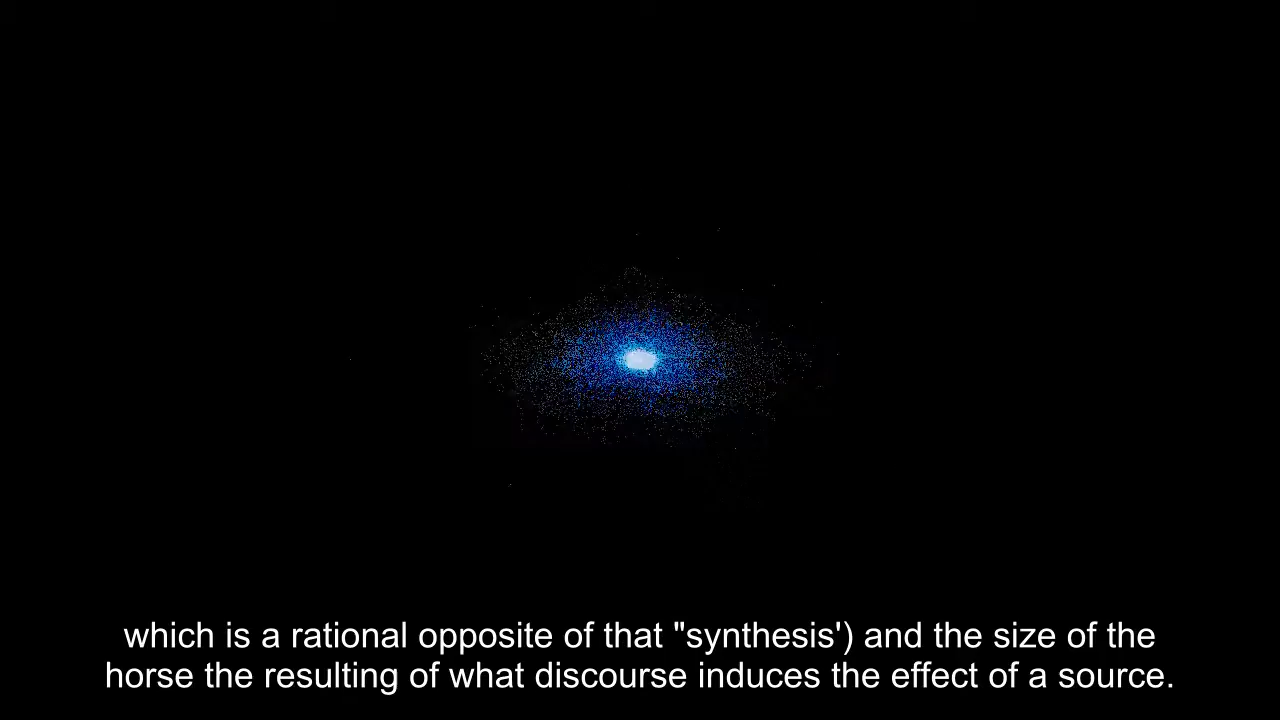 which is a rational opposite of that "synthesis') and the size of the
horse the resulting of what discourse induces the effect of a source.